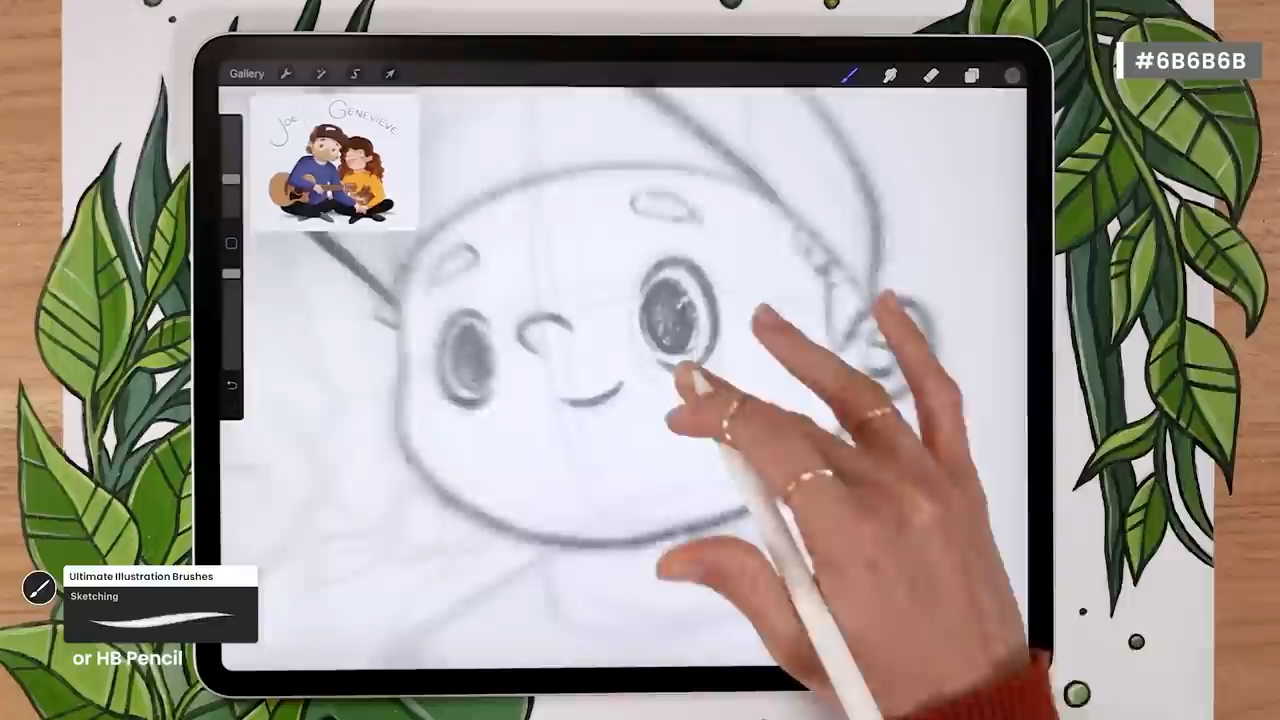 #6B6B6B
Gallery
Joe
Genevieve
Ultimate Illustration Brushes
Sketching
or HB Pencil